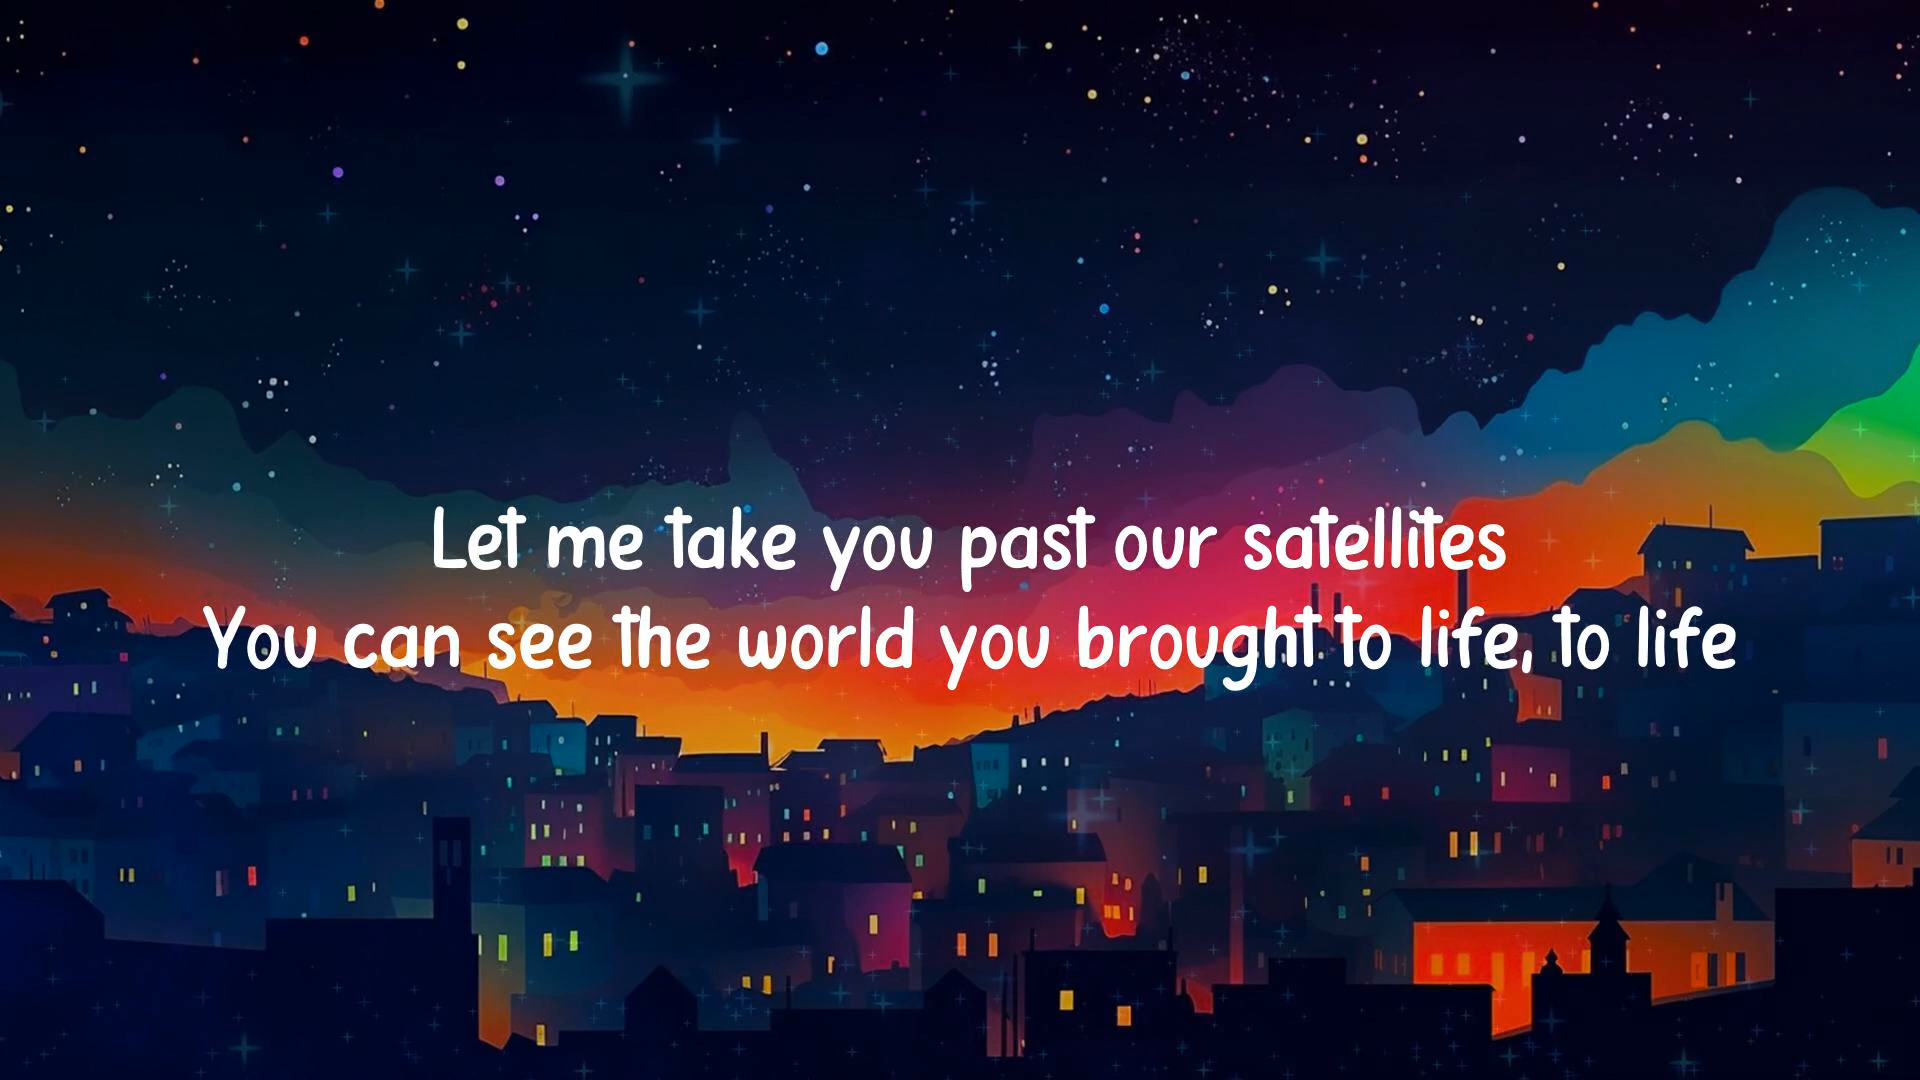 Let me take you past our satellites
You can see the world you brought to life, to life